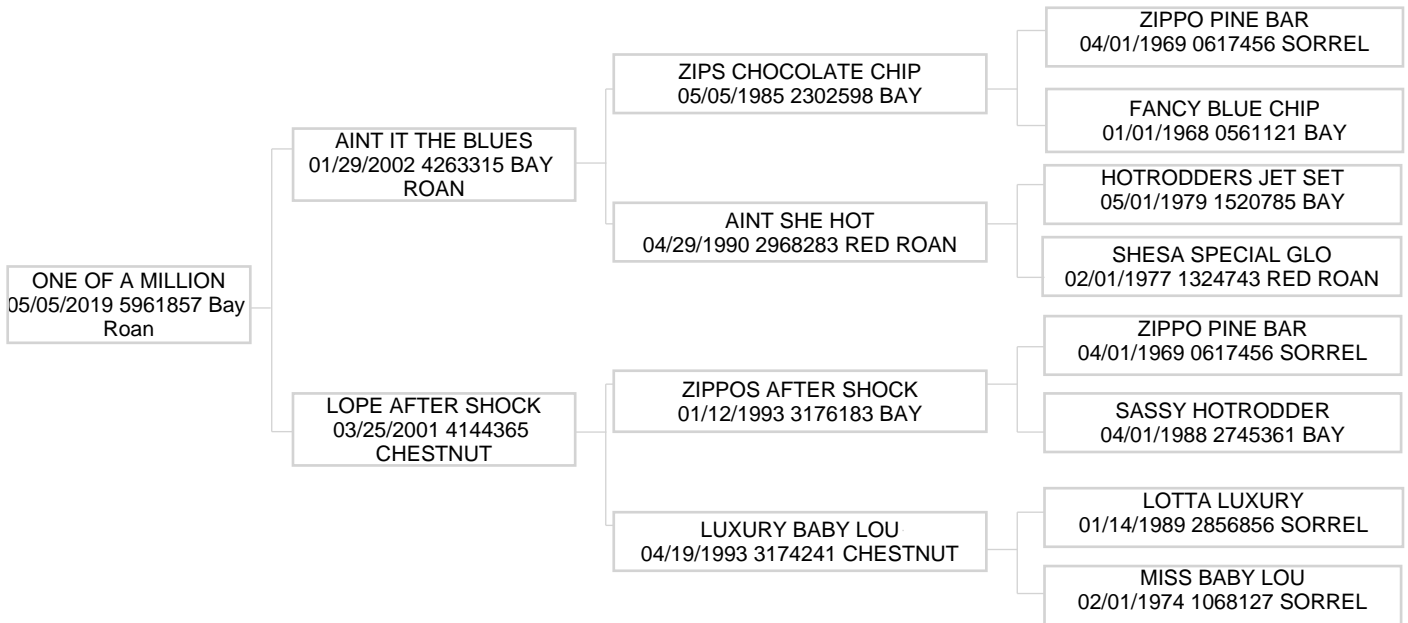 ONE OF A MILLION
05/05/2019 5961857 Bay
Roan
AINT IT THE BLUES
01/29/2002 4263315 BAY
ROAN
LOPE AFTER SHOCK
03/25/2001 4144365
CHESTNUT
ZIPS CHOCOLATE CHIP
05/05/1985 2302598 BAY
AINT SHE HOT
04/29/1990 2968283 RED ROAN
ZIPPOS AFTER SHOCK
01/12/1993 3176183 BAY
LUXURY BABY LOU
04/19/1993 3174241 CHESTNUT
ZIPPO PINE BAR
04/01/1969 0617456 SORREL
FANCY BLUE CHIP
01/01/1968 0561121 BAY
HOTRODDERS JET SET
05/01/1979 1520785 BAY
SHESA SPECIAL GLO
02/01/1977 1324743 RED ROAN
ZIPPO PINE BAR
04/01/1969 0617456 SORREL
SASSY HOTRODDER
04/01/1988 2745361 BAY
LOTTA LUXURY
01/14/1989 2856856 SORREL
MISS BABY LOU
02/01/1974 1068127 SORREL